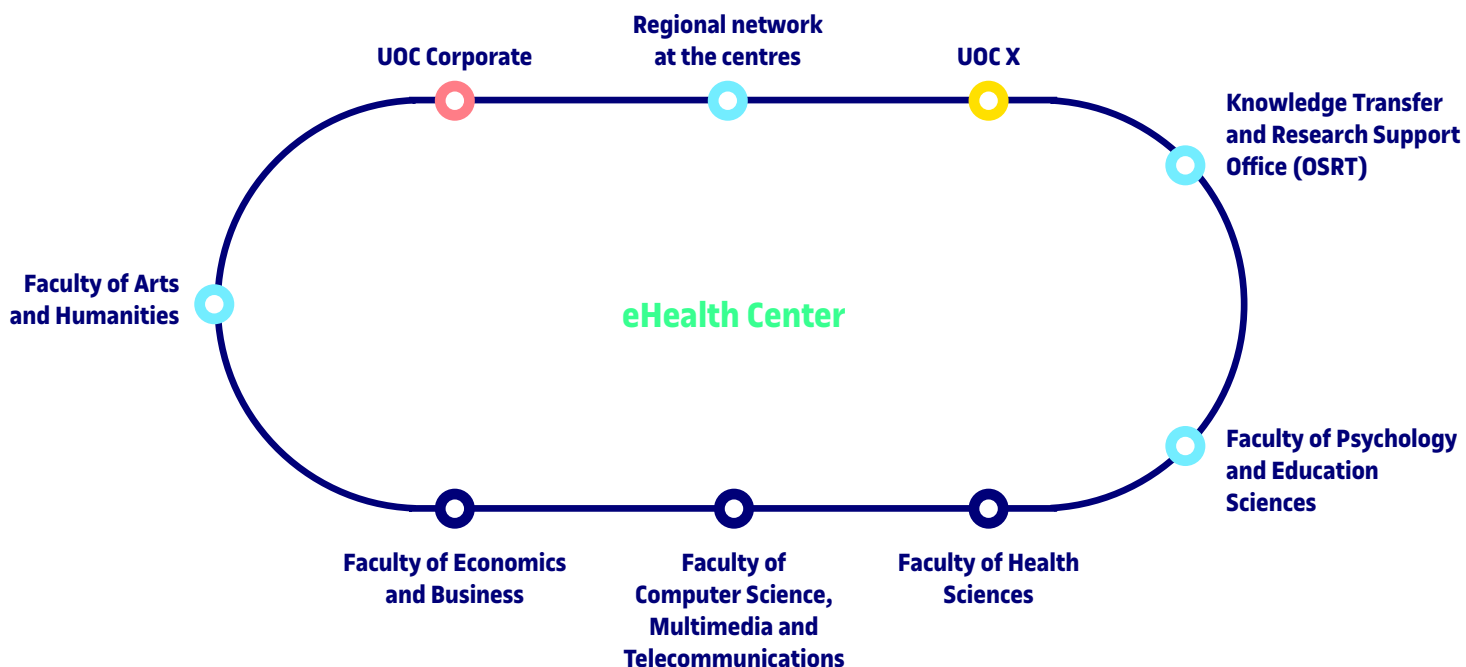 Regional network
at the centres
UOC Corporate
UOC X
Knowledge Transfer
and Research Support
Office (OSRT)
Faculty of Arts
and Humanities
eHealth Center
Faculty of Psychology
and Education
Sciences
Faculty of Economics
and Business
Faculty of
Computer Science,
Multimedia and
Telecommunications
Faculty of Health
Sciences